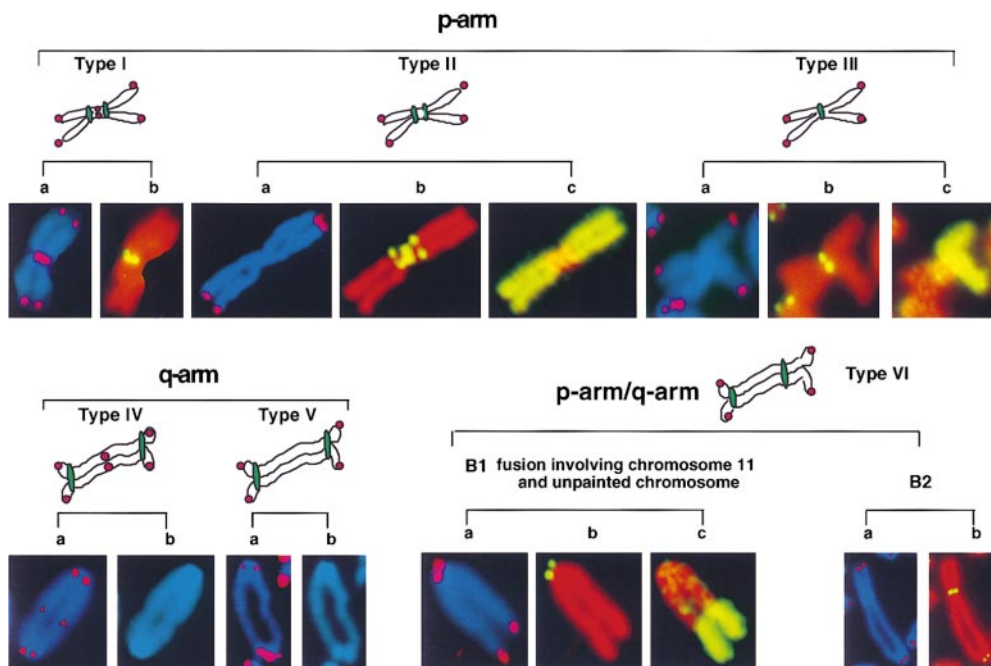 p-arm
Type I Type II Type III
a b a b c a b c
q-arm
Type IV Type V
p-arm/q-arm
Type VI
B1 fusion involving chromosome 11
and unpainted chromosome
B2
a b a b a b c a b